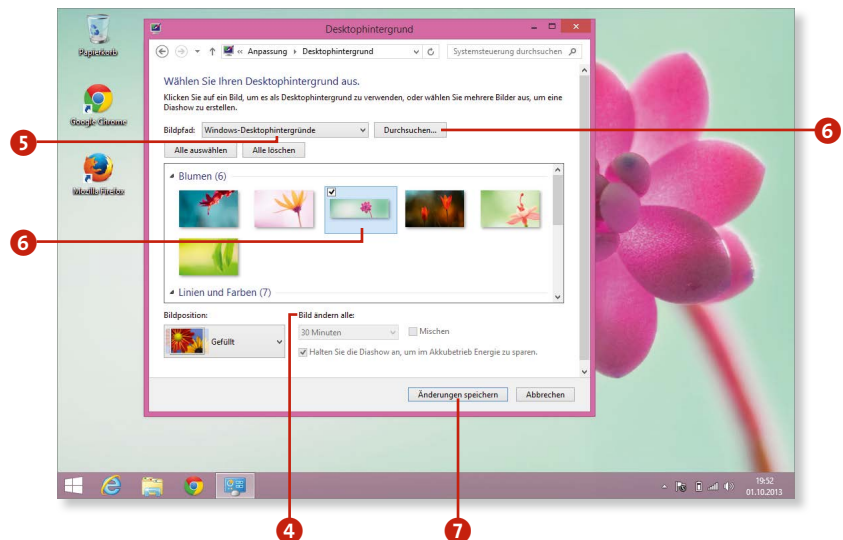 Desktophintergrund
Papierkorb
« Anpassung ▸ Desktophintergrund
Systemsteuerung durchsuchen
Wählen Sie Ihren Desktophintergrund aus.
Klicken Sie auf ein Bild, um es als Desktophintergrund zu verwenden, oder wählen Sie mehrere Bilder aus, um eine
Diashow zu erstellen.
Google Chrome
Bildpfad: Windows-Desktophintergründe Durchsuchen...
6
5
Alle auswählen Alle löschen
Blumen (6)
Mozilla Firefox
6
Linien und Farben (7)
Bildposition: Bild ändern alle:
Gefüllt
30 Minuten Mischen
Halten Sie die Diashow an, um im Akkubetrieb Energie zu sparen.
Änderungen speichern Abbrechen
19:52
01.10.2013
4 7